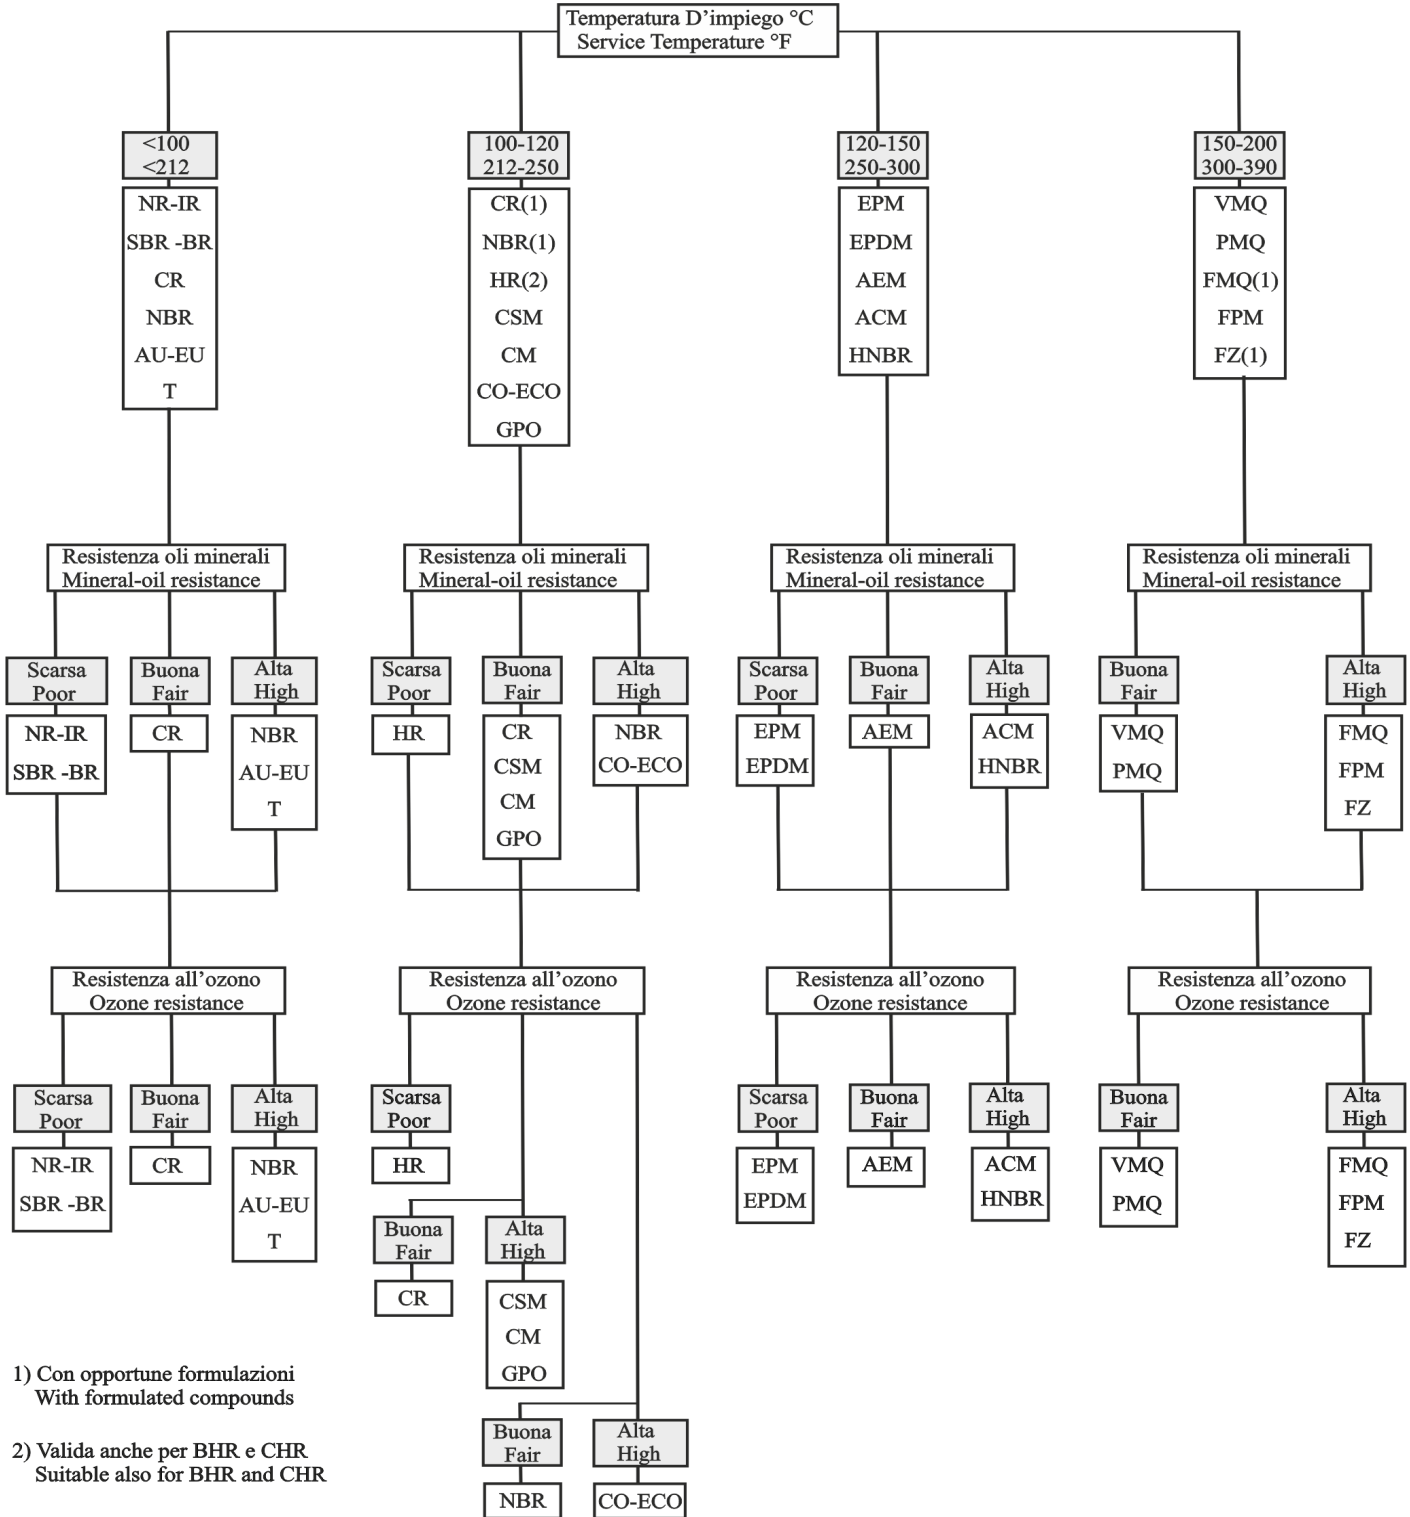 Temperatura D'impiego °C
Service Temperature °F
<100
<212
100-120
212-250
120-150
250-300
150-200
300-390
NR-IR
SBR -BR
CR
NBR
AU-EU
T
CR(1)
NBR(1)
HR(2)
CSM
CM
CO-ECO
GPO
EPM
EPDM
AEM
ACM
HNBR
VMQ
PMQ
FMQ(1)
FPM
FZ(1)
Resistenza oli minerali
Mineral-oil resistance
Resistenza oli minerali
Mineral-oil resistance
Resistenza oli minerali
Mineral-oil resistance
Resistenza oli minerali
Mineral-oil resistance
Scarsa
Poor
Buona
Fair
Alta
High
Scarsa
Poor
Buona
Fair
Alta
High
Scarsa
Poor
Buona
Fair
Alta
High
Buona
Fair
Alta
High
NR-IR
SBR -BR
CR
NBR
AU-EU
T
HR
CR
CSM
CM
GPO
NBR
CO-ECO
EPM
EPDM
AEM
ACM
HNBR
VMQ
PMQ
FMQ
FPM
FZ
Resistenza all'ozono
Ozone resistance
Resistenza all'ozono
Ozone resistance
Resistenza all'ozono
Ozone resistance
Resistenza all'ozono
Ozone resistance
Scarsa
Poor
Buona
Fair
Alta
High
Scarsa
Poor
Scarsa
Poor
Buona
Fair
Alta
High
Buona
Fair
Alta
High
NR-IR
SBR -BR
CR
NBR
AU-EU
T
HR
EPM
EPDM
AEM
ACM
HNBR
VMQ
PMQ
FMQ
FPM
FZ
Buona
Fair
Alta
High
CR
CSM
CM
GPO
Buona
Fair
Alta
High
NBR
CO-ECO
1) Con opportune formulazioni
With formulated compounds
2) Valida anche per BHR e CHR
Suitable also for BHR and CHR